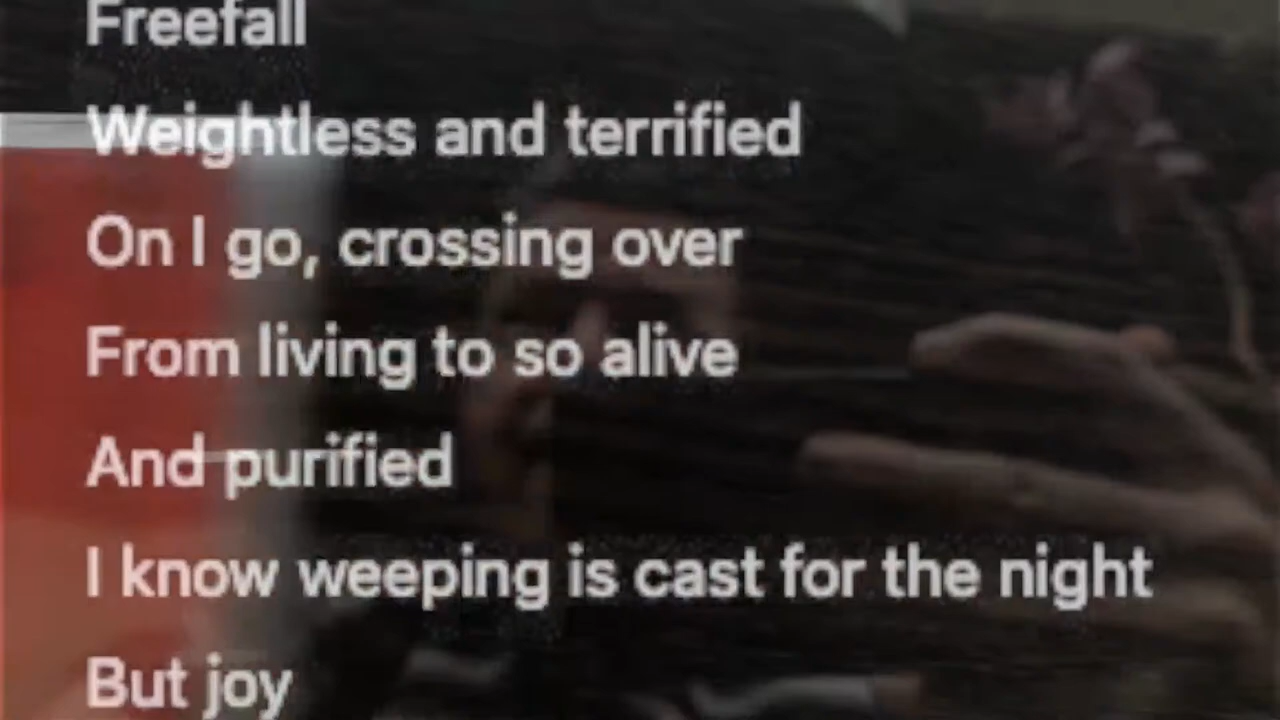 Freefall
Weightless and terrified
On I go, crossing over
From living to so alive
And purified
I know weeping is cast for the night
But joy